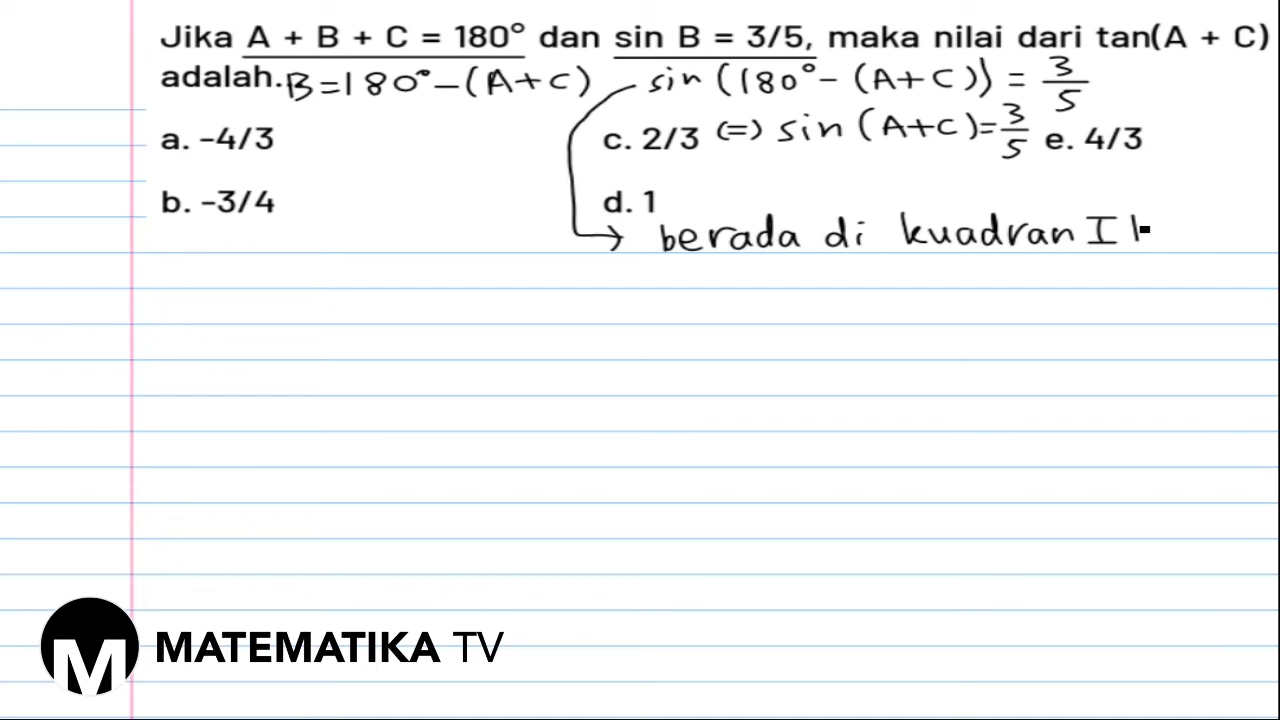 Jika A + B + C = 180° dan sin B = 3/5, maka nilai dari tan(A + C)
adalah. B = 180° - (A + C) sin (180° - (A + C)) = 3/5
a. -4/3 c. 2/3 (=) sin (A + C) = 3/5 e. 4/3
b. -3/4 d. 1
berada di kuadran I I
MATEMATIKA TV